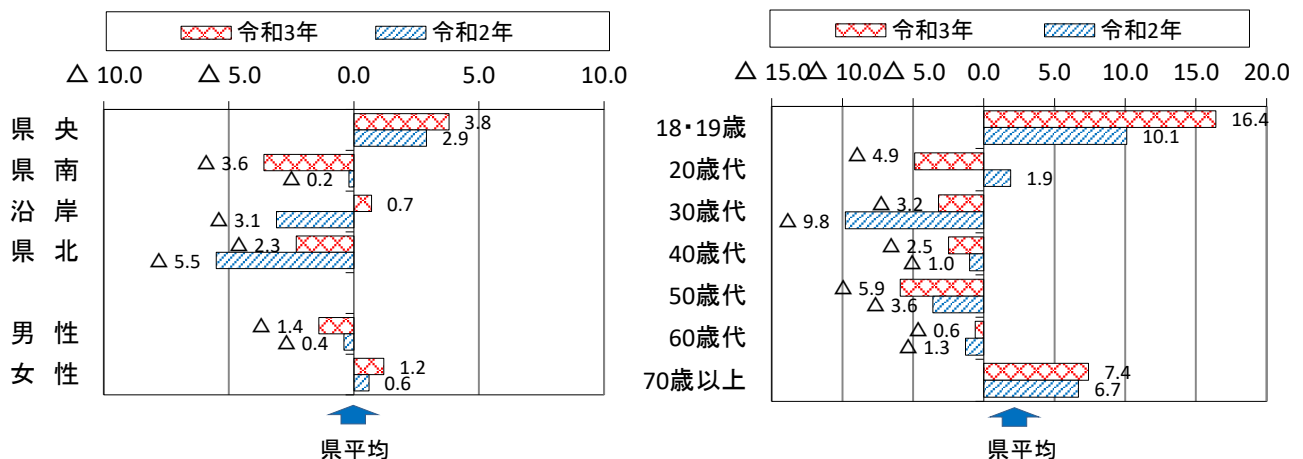 令和3年 令和2年
△ 10.0 △ 5.0 0.0 5.0 10.0
県央 3.8
2.9
県南 △ 3.6
△ 0.2
沿岸 0.7
△ 3.1
県北 △ 2.3
△ 5.5
男性 △ 1.4
△ 0.4
女性 1.2
0.6
県平均
令和3年 令和2年
△ 15.0 △ 10.0 △ 5.0 0.0 5.0 10.0 15.0 20.0
18・19歳 16.4
10.1
20歳代 △ 4.9
1.9
30歳代 △ 3.2
△ 9.8
40歳代 △ 2.5
△ 1.0
50歳代 △ 5.9
△ 3.6
60歳代 △ 0.6
△ 1.3
70歳以上 7.4
6.7
県平均